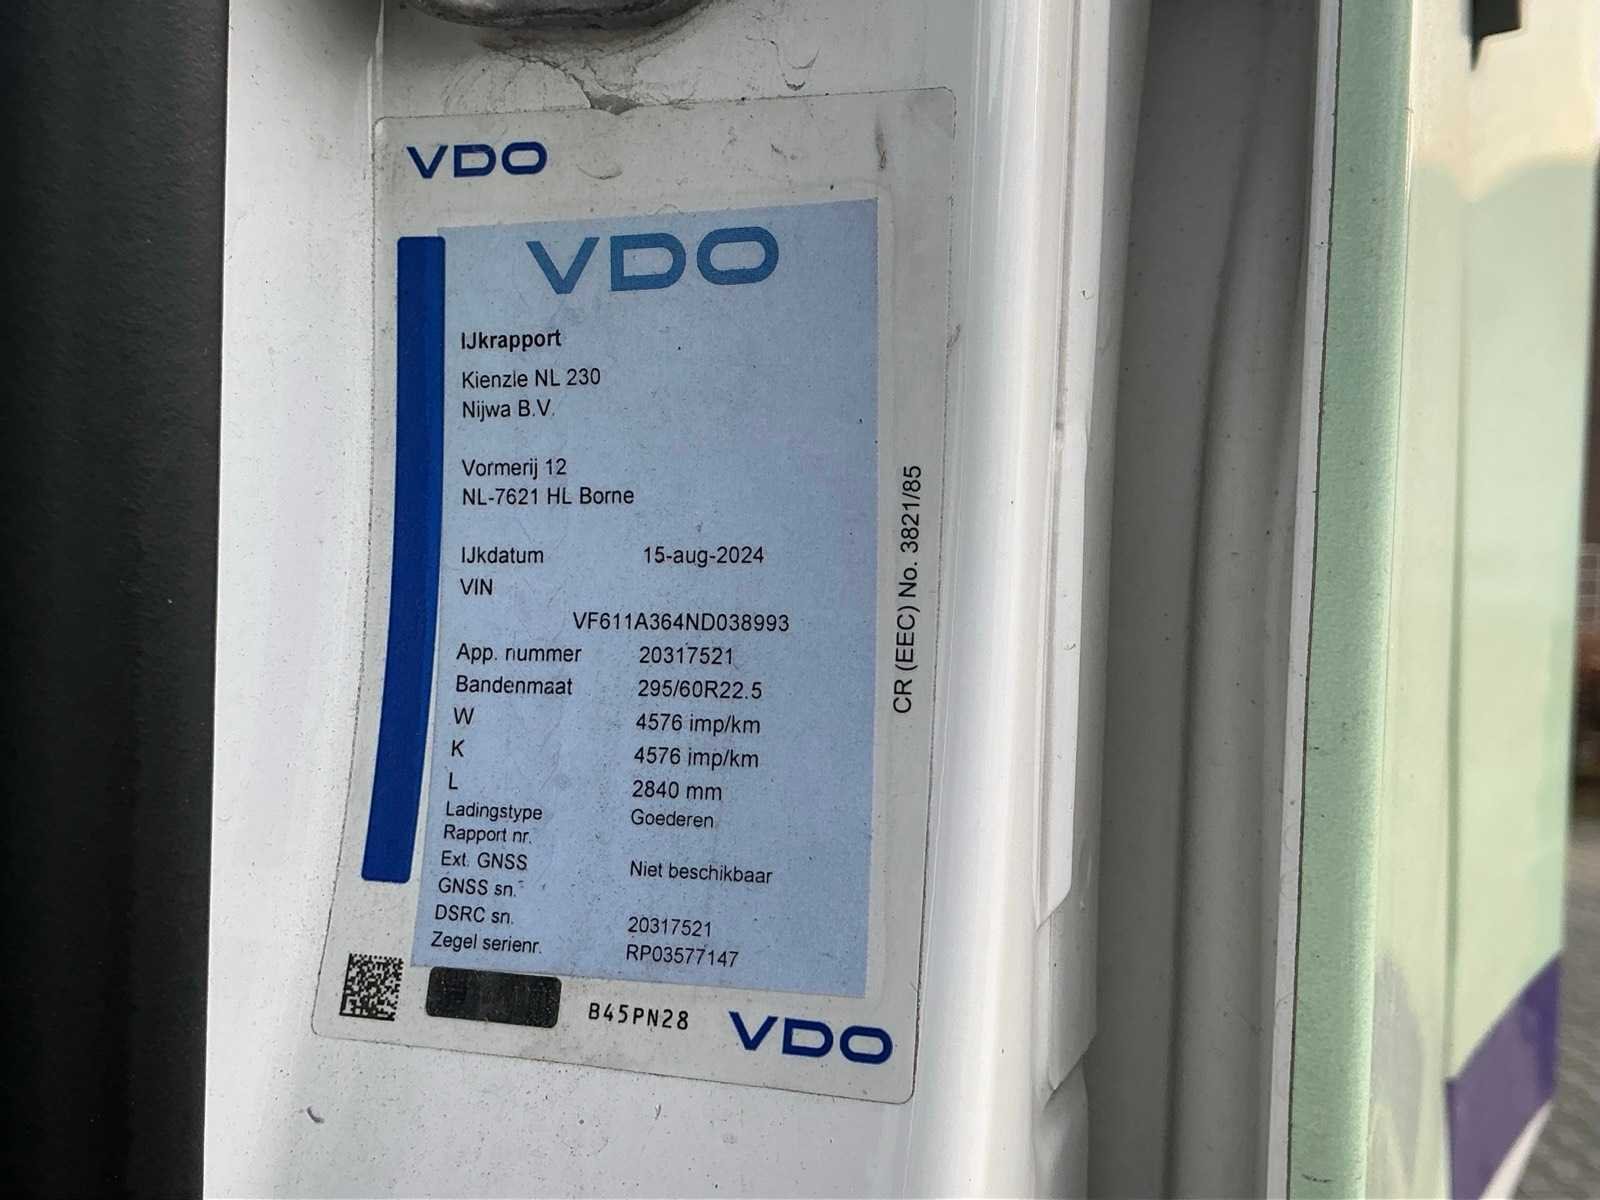 VDO
VDO
IJkrapport
Kienzle NL 230
Nijwa B.V.
Vormerij 12
NL-7621 HL Borne
IJkdatum 15-aug-2024
VIN
VF611A364ND038993
App. nummer 20317521
Bandenmaat 295/60R22.5
W 4576 imp/km
K 4576 imp/km
L 2840 mm
Ladingstype Goederen
Rapport nr.
Ext. GNSS Niet beschikbaar
GNSS sn.
DSRC sn. 20317521
Zegel serienr. RP03577147
B45PN28
VDO
CR (EEC) No. 3821/85